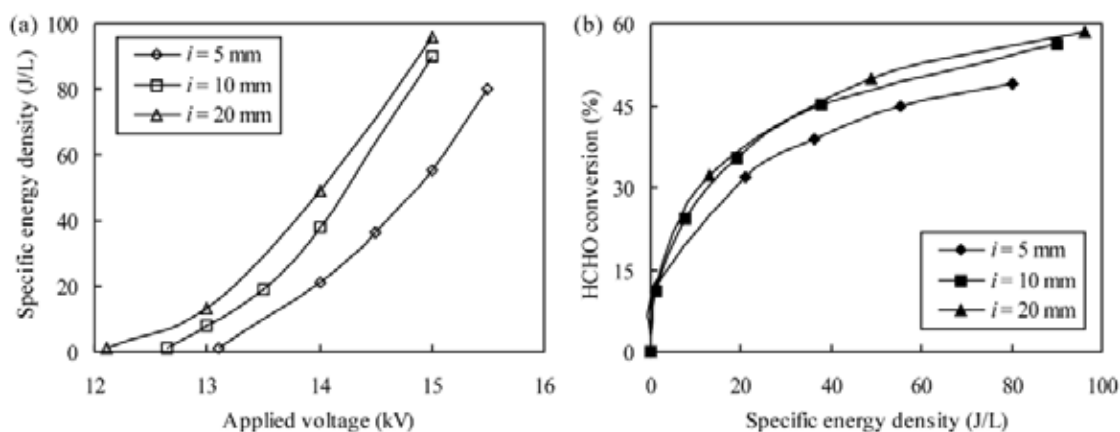 (a)
100
80
60
40
20
0
Specific energy density (J/L)
i = 5 mm
i = 10 mm
i = 20 mm
12 13 14 15 16
Applied voltage (kV)
(b)
60
45
30
15
0
HCHO conversion (%)
i = 5 mm
i = 10 mm
i = 20 mm
0 20 40 60 80 100
Specific energy density (J/L)